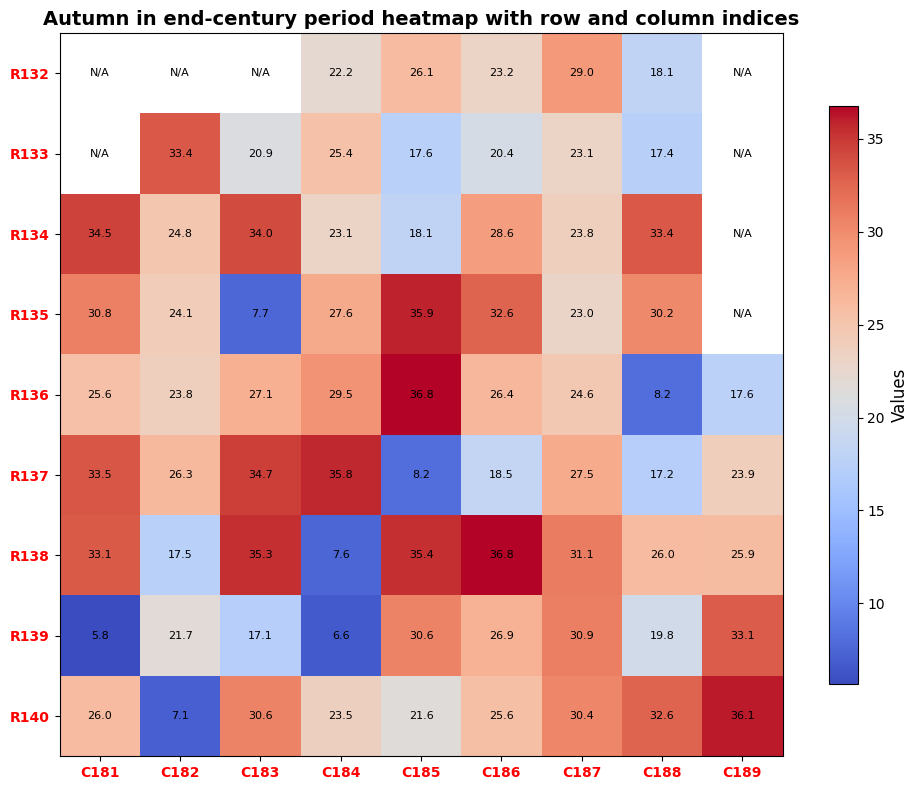 Autumn in end-century period heatmap with row and column indices
R132 N/A N/A N/A 22.2 26.1 23.2 29.0 18.1 N/A
R133 N/A 33.4 20.9 25.4 17.6 20.4 23.1 17.4 N/A
R134 34.5 24.8 34.0 23.1 18.1 28.6 23.8 33.4 N/A
R135 30.8 24.1 7.7 27.6 35.9 32.6 23.0 30.2 N/A
R136 25.6 23.8 27.1 29.5 36.8 26.4 24.6 8.2 17.6
R137 33.5 26.3 34.7 35.8 8.2 18.5 27.5 17.2 23.9
R138 33.1 17.5 35.3 7.6 35.4 36.8 31.1 26.0 25.9
R139 5.8 21.7 17.1 6.6 30.6 26.9 30.9 19.8 33.1
R140 26.0 7.1 30.6 23.5 21.6 25.6 30.4 32.6 36.1
C181 C182 C183 C184 C185 C186 C187 C188 C189
35
30
25
20
15
10
Values